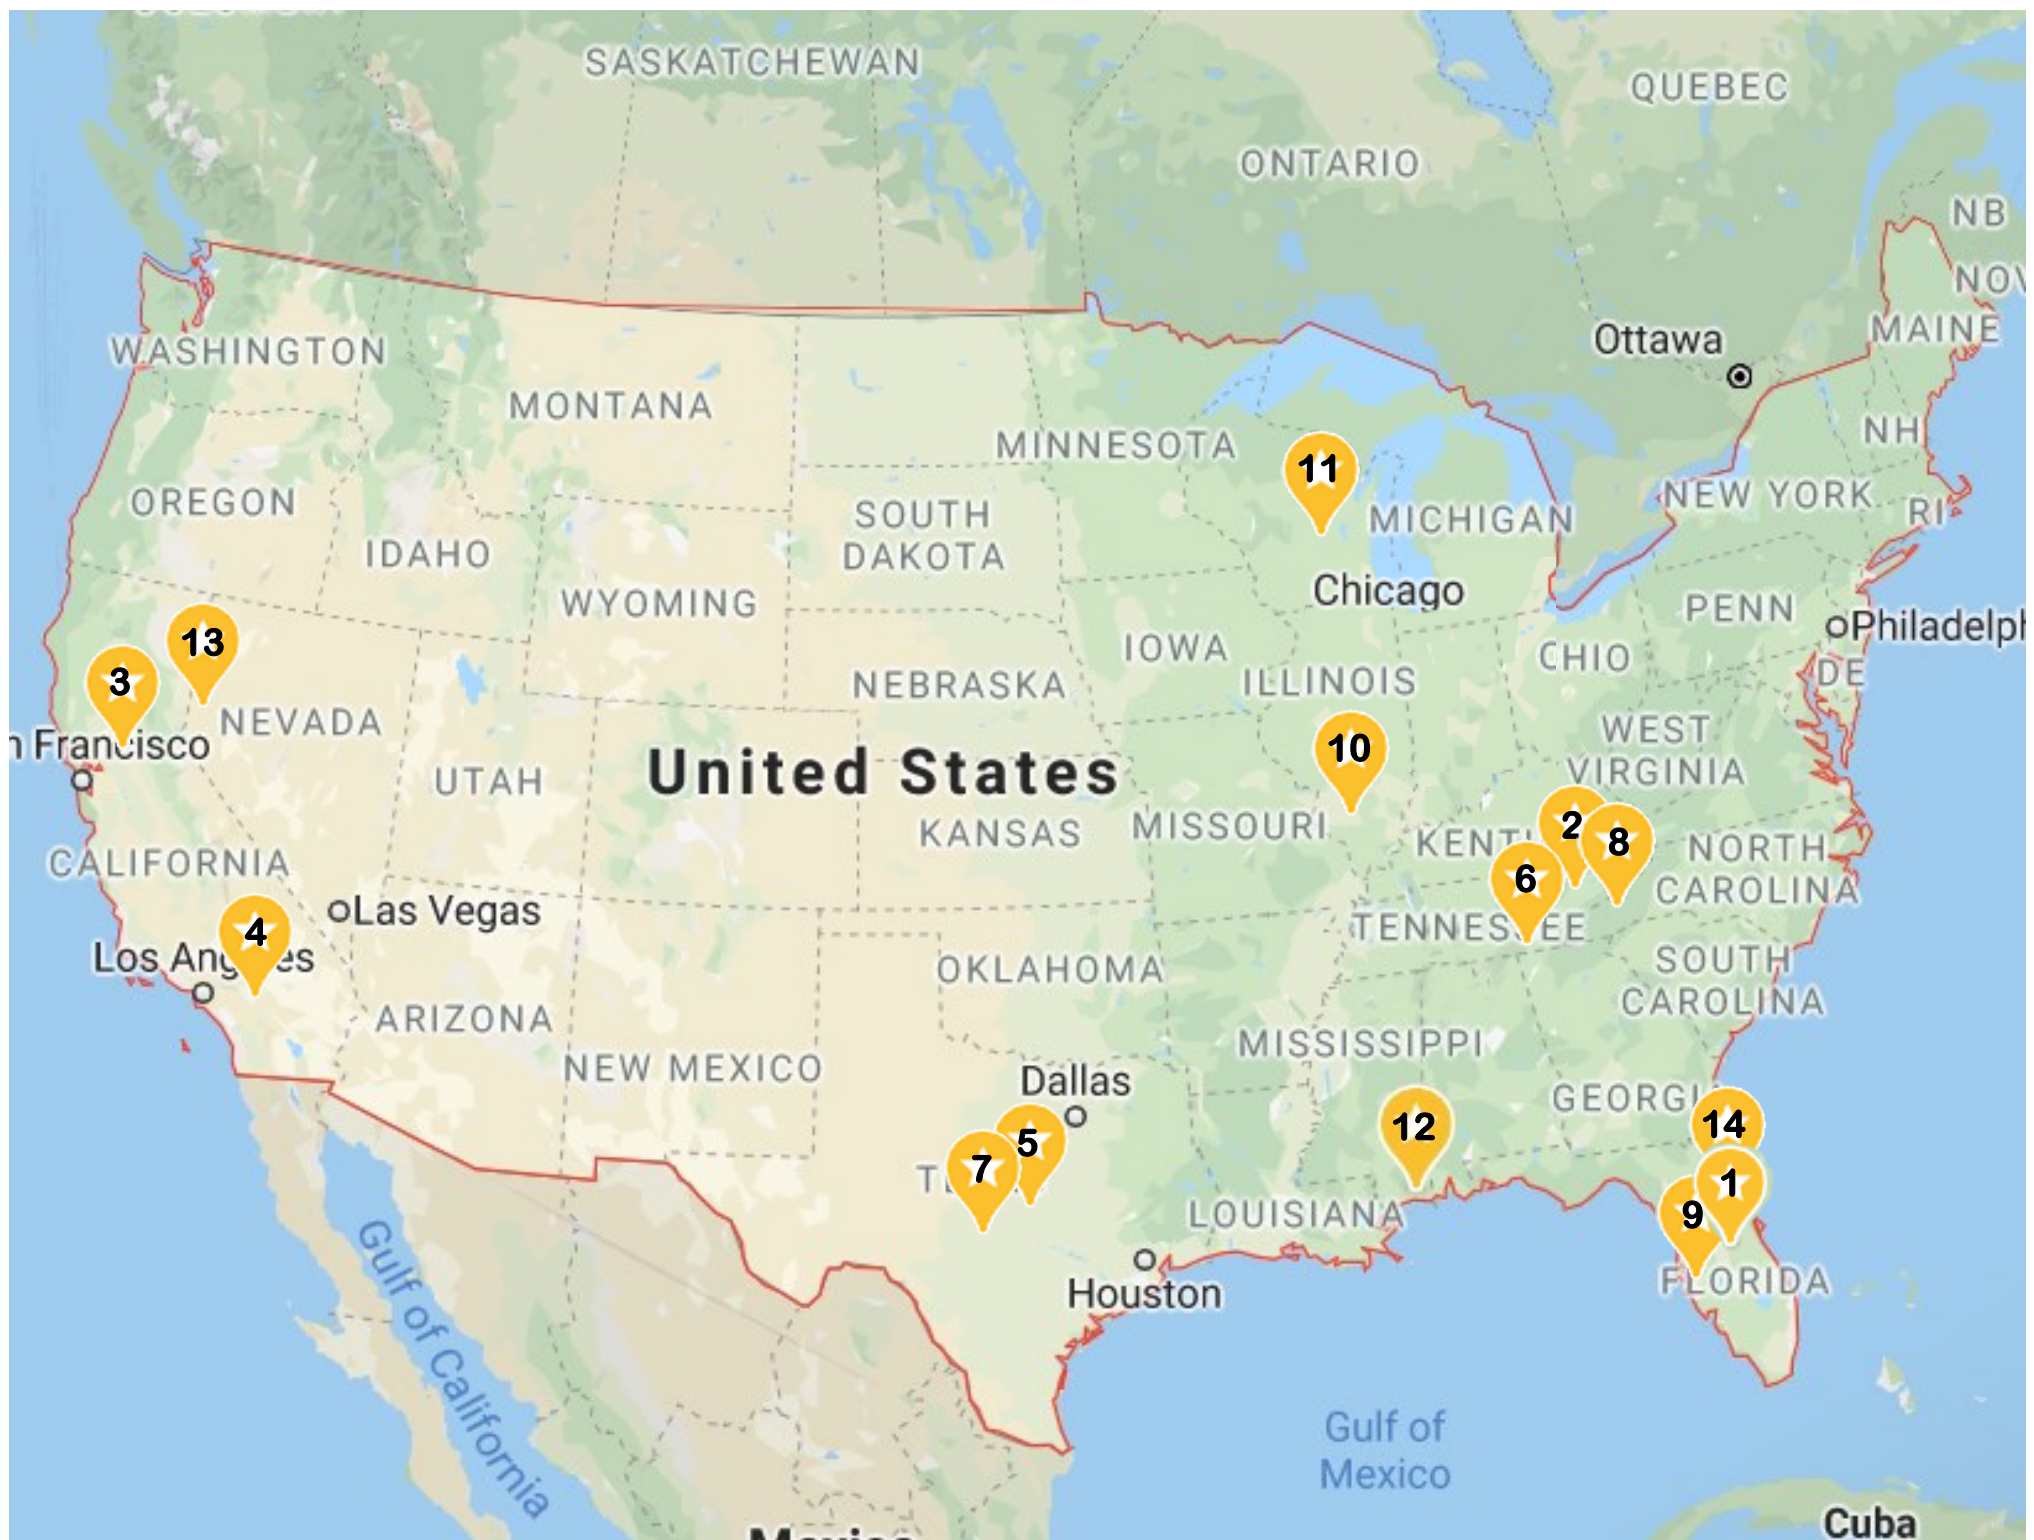 SASKATCHEWAN
QUEBEC
ONTARIO
NB
NOV
MAINE
Ottawa
WASHINGTON
MONTANA
MINNESOTA
NH
11
NEW YORK
RI
OREGON
SOUTH
DAKOTA
MICHIGAN
IDAHO
Chicago
WYOMING
PENN
Philadelph
13
IOWA
OHIO
DE
3
NEBRASKA
ILLINOIS
NEVADA
n Francisco
WEST
VIRGINIA
10
United States
UTAH
KANSAS
MISSOURI
KENT
2
8
NORTH
CAROLINA
CALIFORNIA
6
Las Vegas
TENNESSEE
4
Los Angeles
OKLAHOMA
SOUTH
CAROLINA
ARIZONA
MISSISSIPPI
NEW MEXICO
Dallas
GEORGIA
12
14
5
7
T
1
9
LOUISIANA
FLORIDA
Houston
Gulf of California
Gulf of
Mexico
Cuba
Mexico